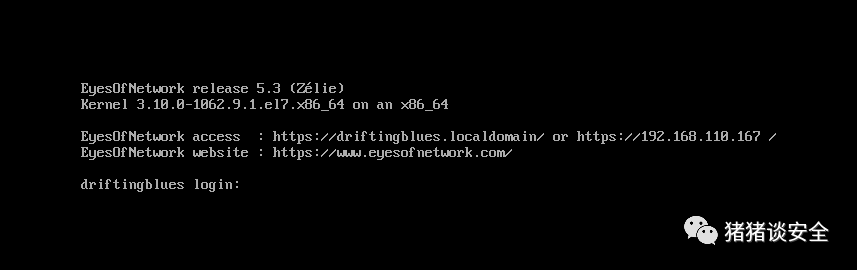 EyesOfNetwork release 5.3 (Zélie)
Kernel 3.10.0-1062.9.1.el7.x86_64 on an x86_64
EyesOfNetwork access  : https://driftingblues.localdomain/ or https://192.168.110.167 /
EyesOfNetwork website : https://www.eyesofnetwork.com/
driftingblues login:
猪猪谈安全